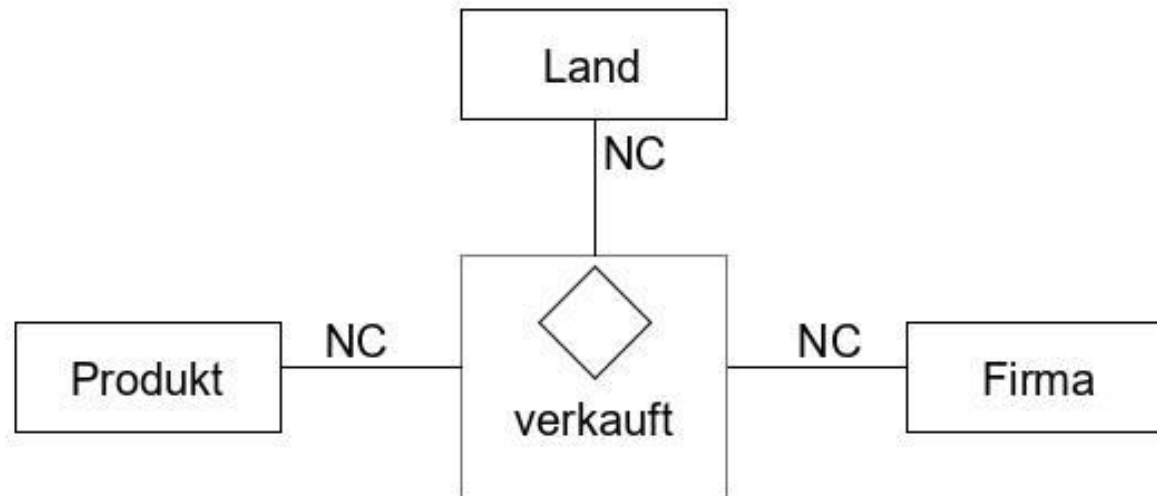 Land
NC
NC
NC
Produkt
Firma
verkauft